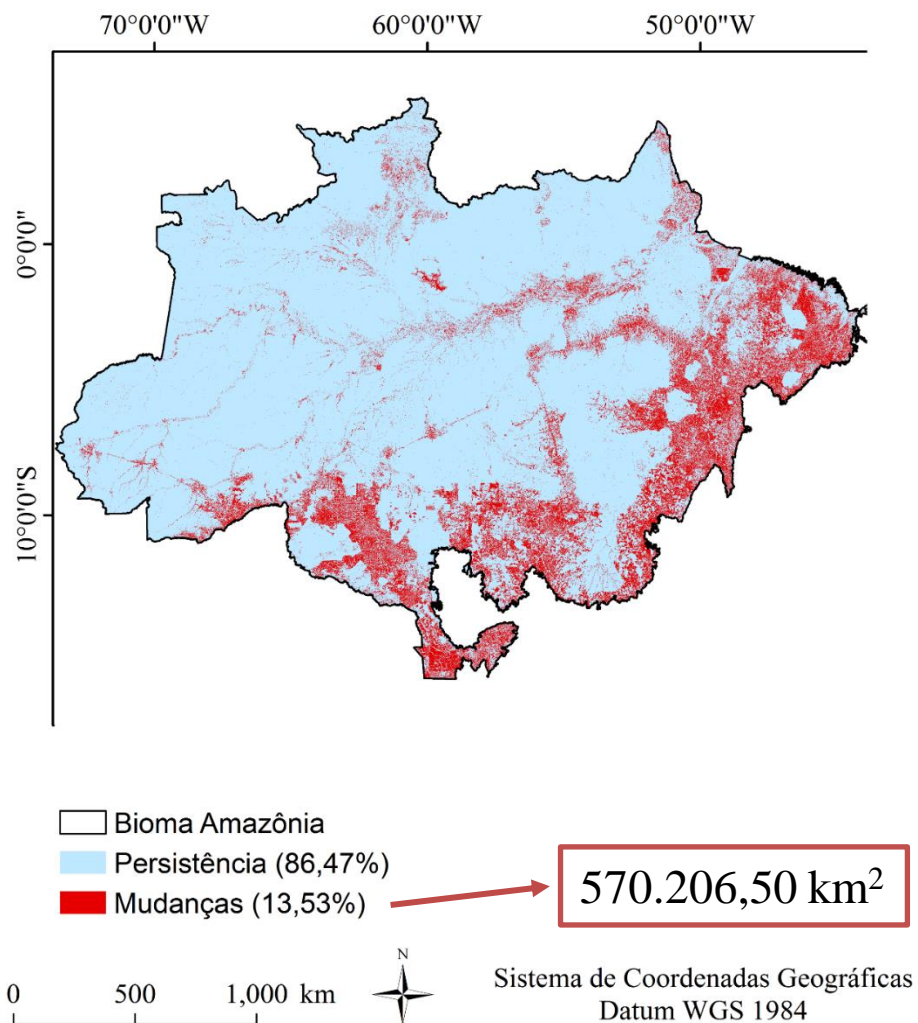 70°0'0"W 60°0'0"W 50°0'0"W
0°0'0"
10°0'0"S
Bioma Amazônia
Persistência (86,47%)
Mudanças (13,53%)
570.206,50 km²
N
0 500 1,000 km
Sistema de Coordenadas Geográficas
Datum WGS 1984